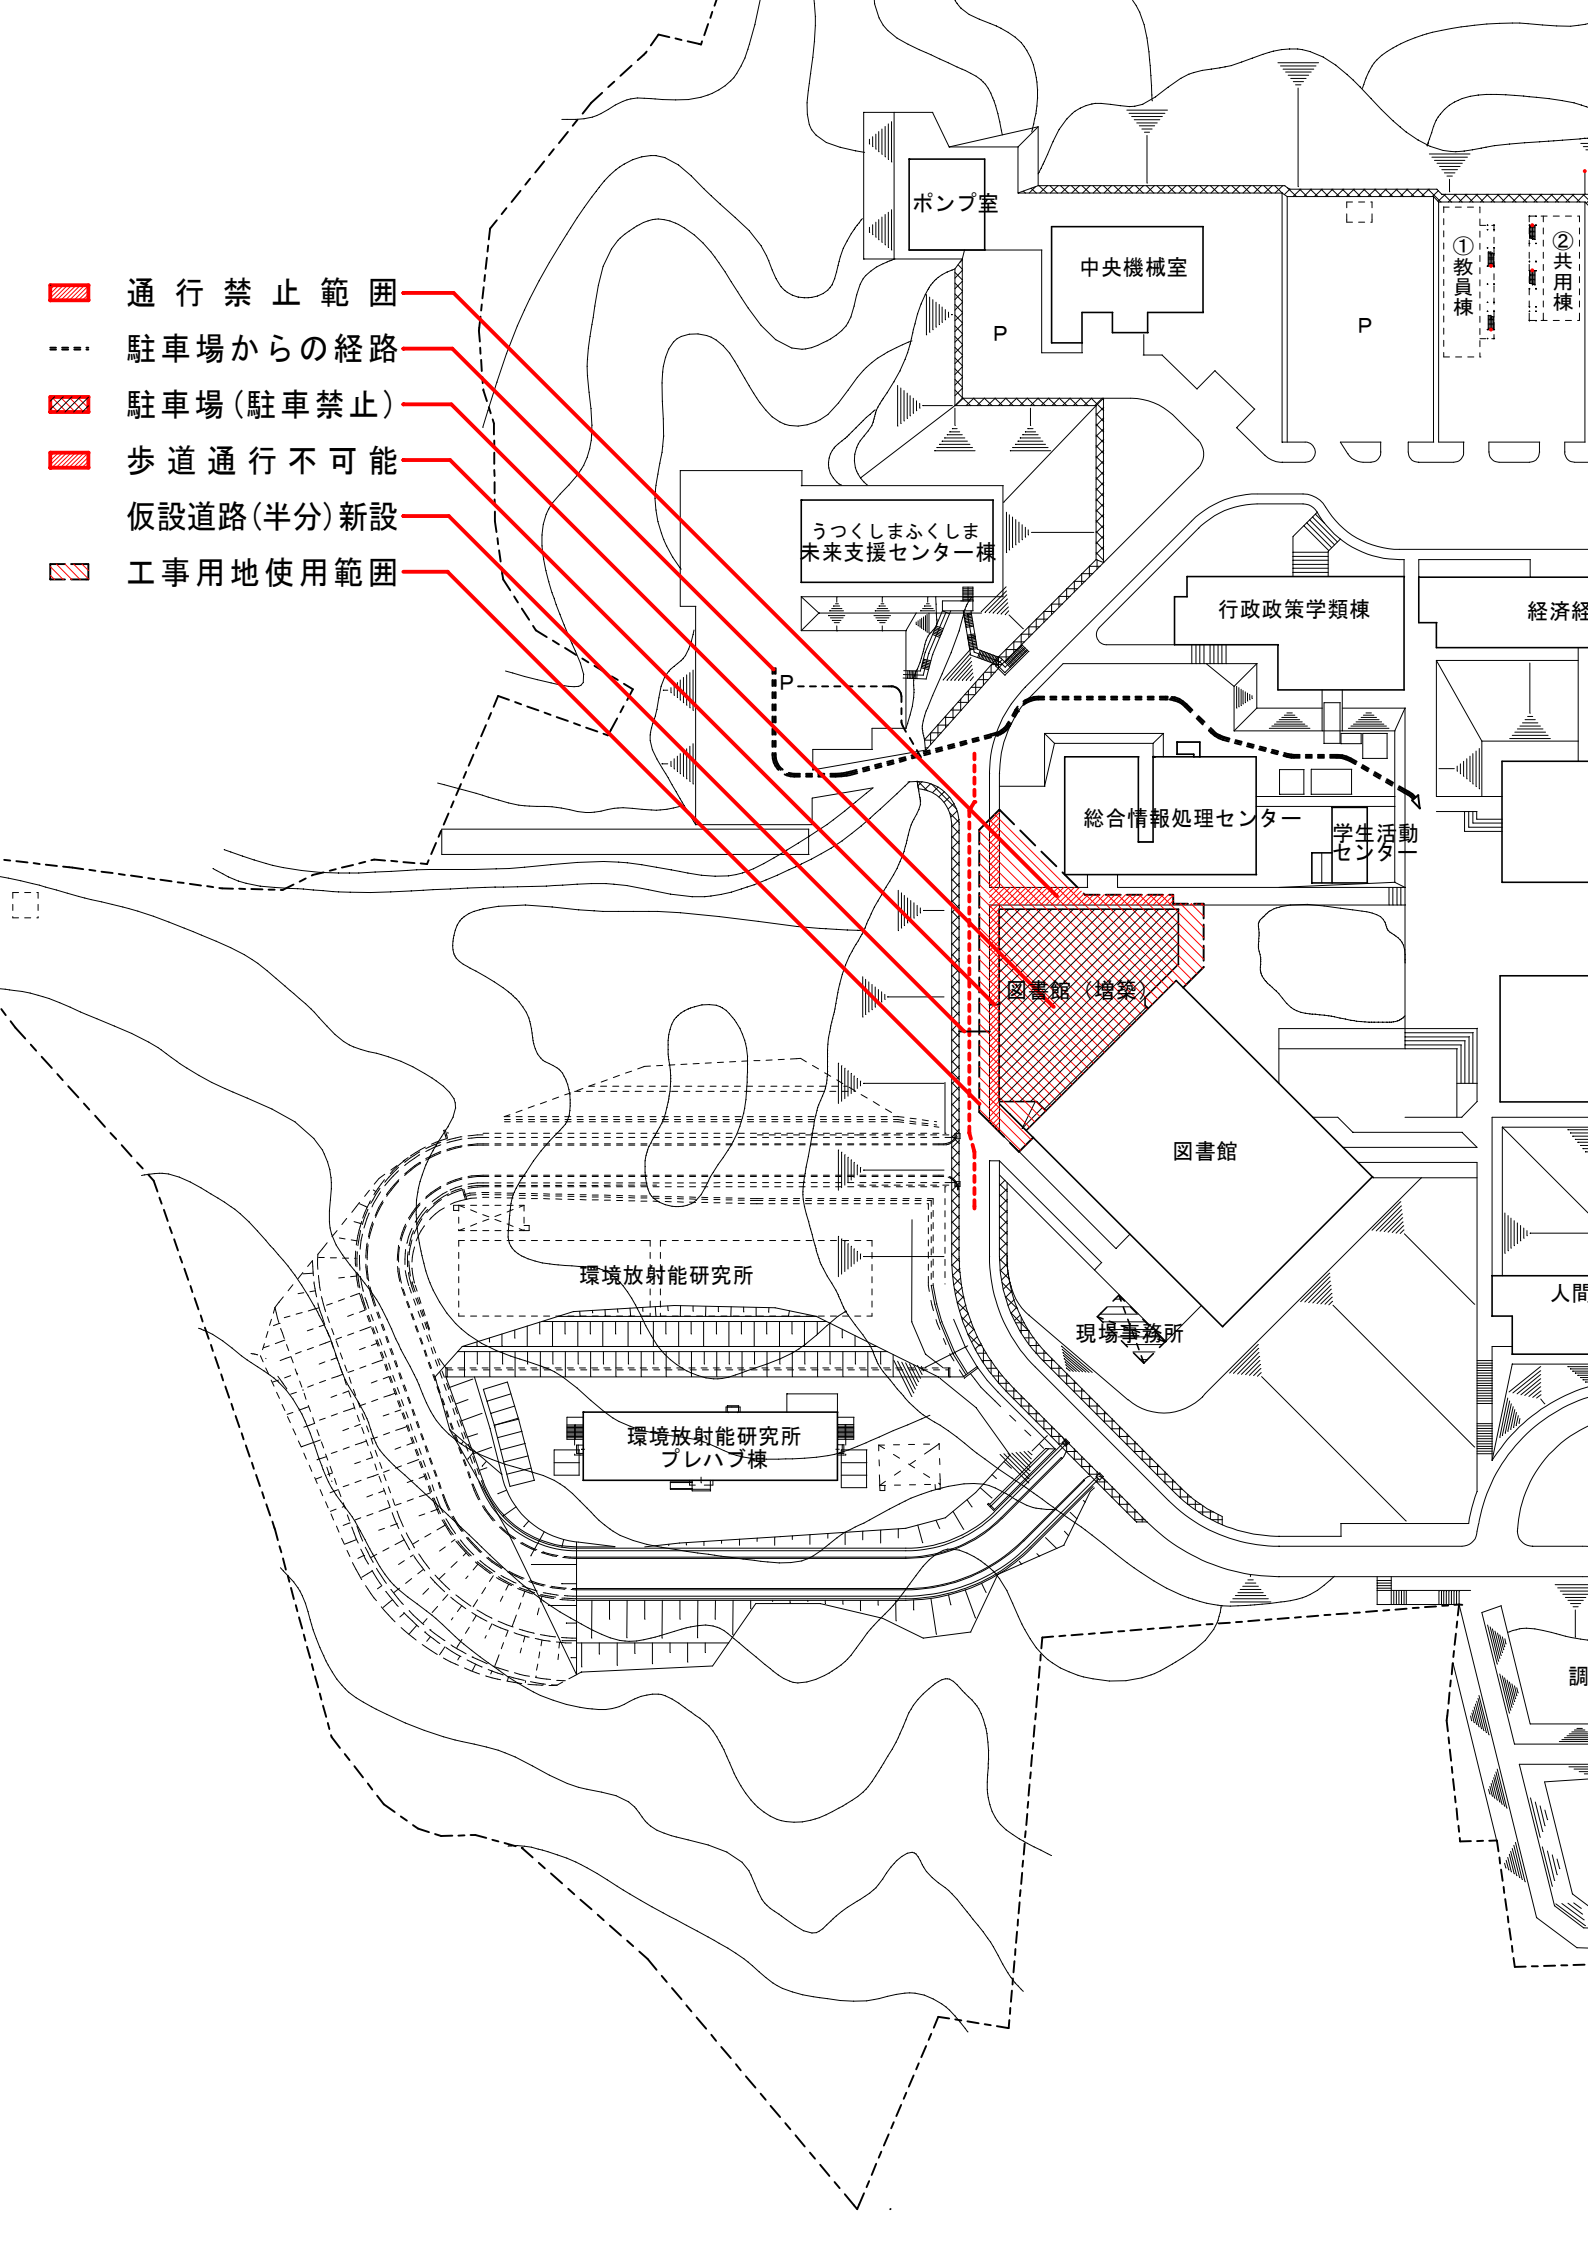 通行禁止範囲
駐車場からの経路
駐車場(駐車禁止)
歩道通行不可能
仮設道路(半分)新設
工事用地使用範囲
ポンプ室
中央機械室
P
P
①教員棟
②共用棟
うつくしまふくしま
未来支援センター棟
行政政策学類棟
経済経
P
総合情報処理センター
学生活動
センター
図書館（増築）
図書館
環境放射能研究所
現場事務所
人間
環境放射能研究所
プレハブ棟
調